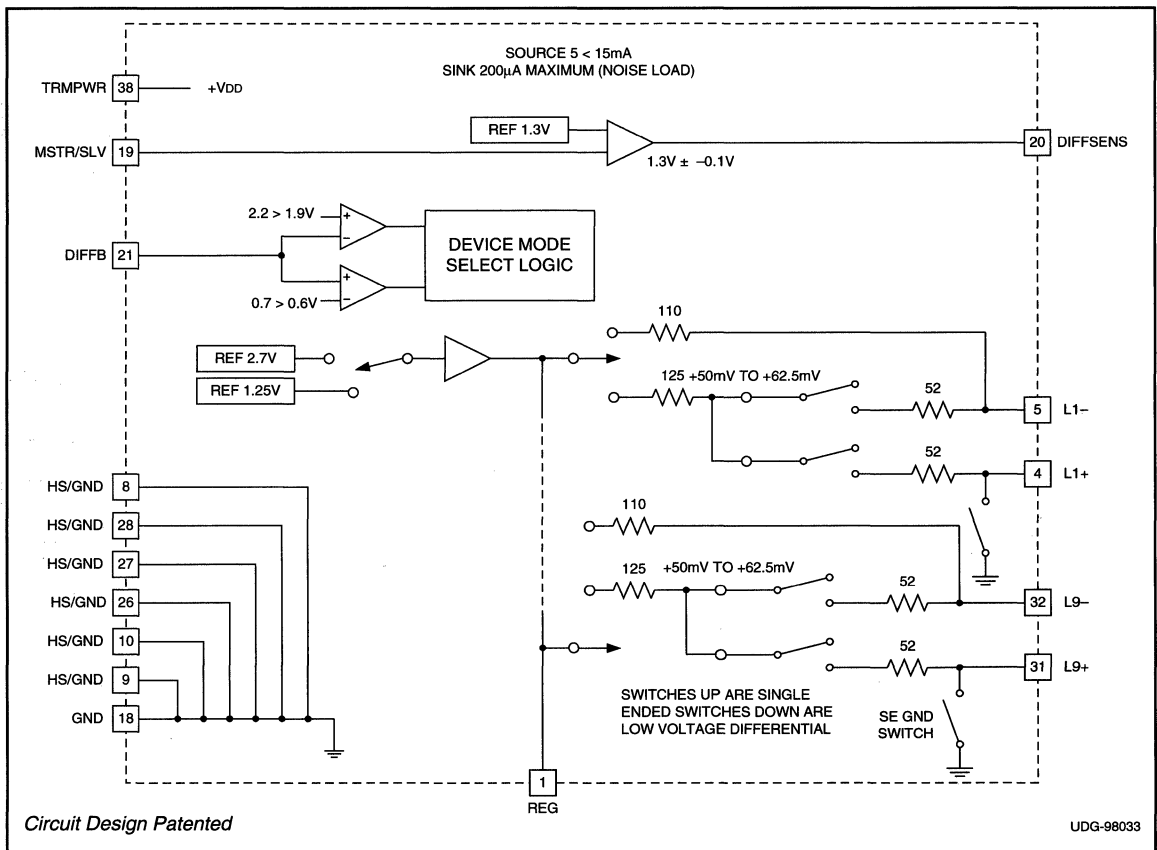 SOURCE 5 < 15mA
SINK 200µA MAXIMUM (NOISE LOAD)
TRMPWR 38 +VDD
REF 1.3V
MSTR/SLV 19
20 DIFFSENS
1.3V ± –0.1V
2.2 > 1.9V
+
–
DEVICE MODE
SELECT LOGIC
DIFFB 21
+
–
0.7 > 0.6V
110
REF 2.7V
REF 1.25V
125 +50mV TO +62.5mV
52
5 L1–
52
4 L1+
HS/GND 8
HS/GND 28
HS/GND 27
HS/GND 26
HS/GND 10
HS/GND 9
GND 18
110
125 +50mV TO +62.5mV
52
32 L9–
52
31 L9+
SWITCHES UP ARE SINGLE
ENDED SWITCHES DOWN ARE
LOW VOLTAGE DIFFERENTIAL
SE GND
SWITCH
1
REG
Circuit Design Patented
UDG-98033